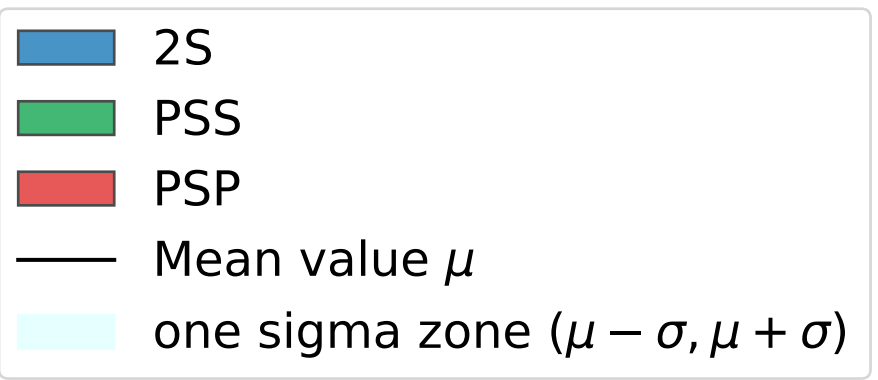 2S
PSS
PSP
Mean value μ
one sigma zone (μ − σ, μ + σ)